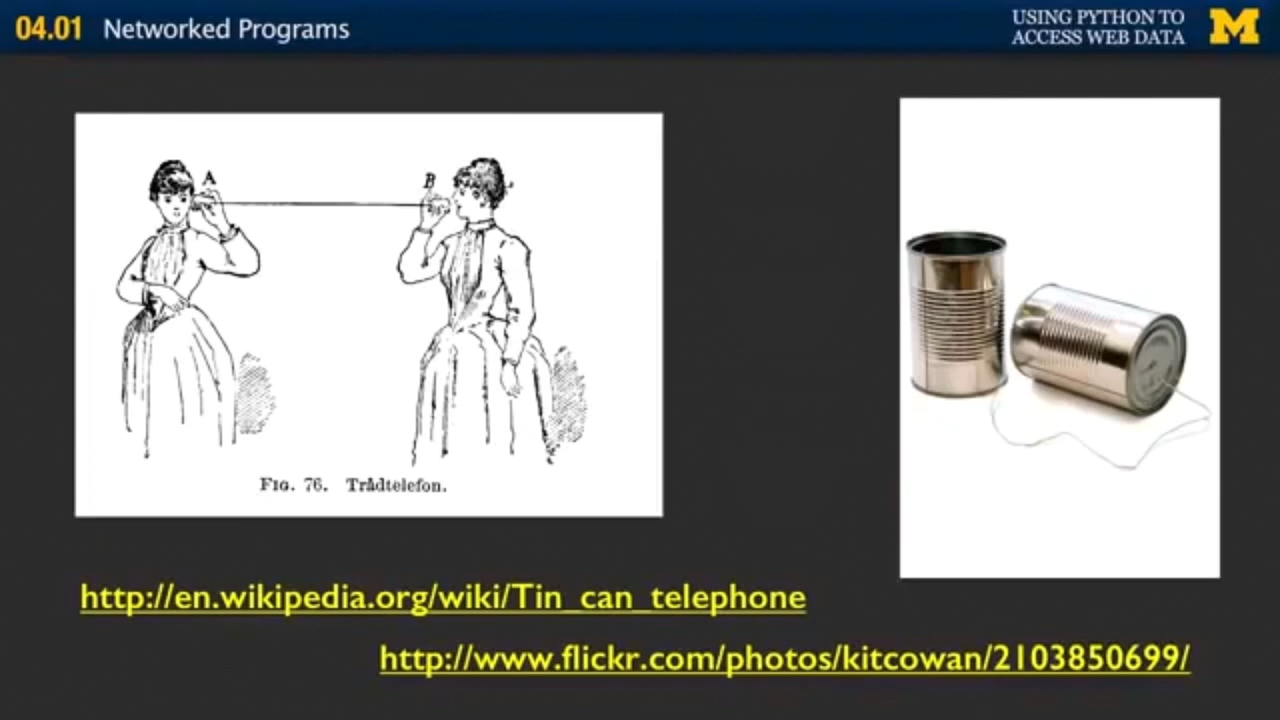 04.01 Networked Programs
USING PYTHON TO
ACCESS WEB DATA
M
A
B
FIG. 76. Trådtelefon.
http://en.wikipedia.org/wiki/Tin_can_telephone
http://www.flickr.com/photos/kitcowan/2103850699/